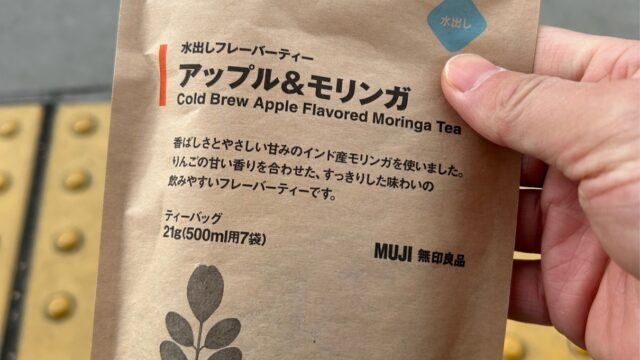 水出し
水出しフレーバーティー
アップル&モリンガ
Cold Brew Apple Flavored Moringa Tea
香ばしさとやさしい甘みのインド産モリンガを使いました。
りんごの甘い香りを合わせた、すっきりした味わいの
飲みやすいフレーバーティーです。
ティーバッグ
21g(500ml用7袋)
MUJI 無印良品